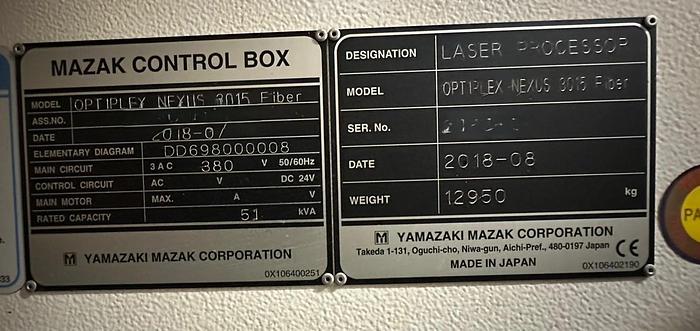 MAZAK CONTROL BOX
MODEL OPTIPLEX NEXUS 3015 Fiber
ASS.NO.
DATE 2018-07
ELEMENTARY DIAGRAM DD698000008
MAIN CIRCUIT 3 A C 380 V 50/60Hz
CONTROL CIRCUIT AC V DC 24V
MAIN MOTOR MAX. A V
RATED CAPACITY 51 kVA
YAMAZAKI MAZAK CORPORATION
0X106400251
DESIGNATION LASER PROCESSOR
MODEL OPTIPLEX NEXUS 3015 Fiber
SER. No.
DATE 2018-08
WEIGHT 12950 kg
YAMAZAKI MAZAK CORPORATION
Takeda 1-131, Oguchi-cho, Niwa-gun, Aichi-Pref., 480-0197 Japan
CE
MADE IN JAPAN
0X106402190
PA
33